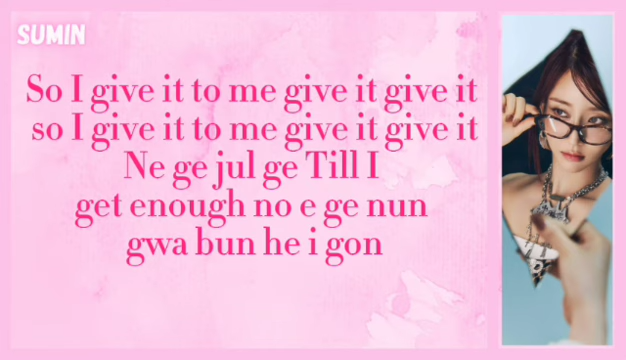 SUMIN
So I give it to me give it give it
so I give it to me give it give it
Ne ge jul ge Till I
get enough no e ge nun
gwa bun he i gon